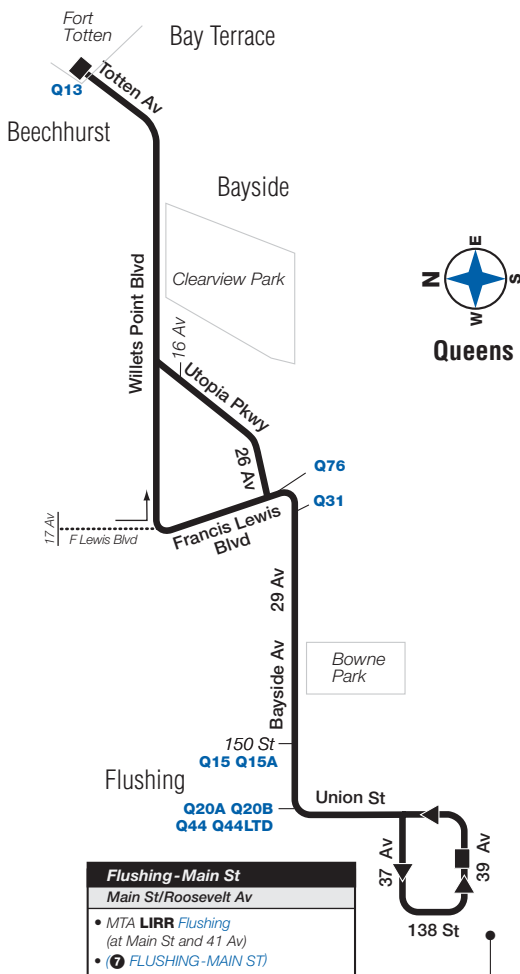 Fort
Totten
Bay Terrace
Totten Av
Q13
Beechhurst
Bayside
Clearview Park
Willets Point Blvd
16 Av
Utopia Pkwy
N
E
S
W
Queens
26 Av
Q76
Q31
Francis Lewis
Blvd
17 Av
F Lewis Blvd
29 Av
Bayside Av
Bowne
Park
150 St
Q15 Q15A
Flushing
Q20A Q20B
Q44 Q44LTD
Union St
37 Av
39 Av
138 St
Flushing-Main St
Main St/Roosevelt Av
• MTA LIRR Flushing
(at Main St and 41 Av)
• (7 FLUSHING-MAIN ST)